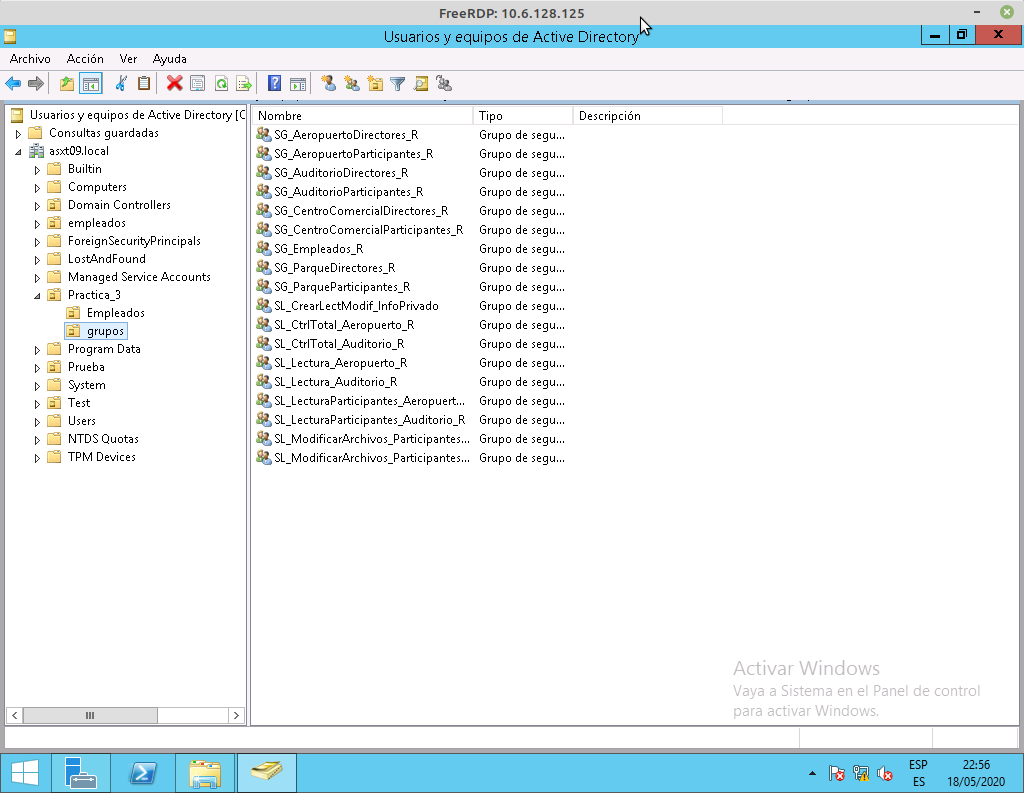 FreeRDP: 10.6.128.125
Usuarios y equipos de Active Directory
Archivo Acción Ver Ayuda
Usuarios y equipos de Active Directory [C
Consultas guardadas
asxt09.local
Builtin
Computers
Domain Controllers
empleados
ForeignSecurityPrincipals
LostAndFound
Managed Service Accounts
Practica_3
Empleados
grupos
Program Data
Prueba
System
Test
Users
NTDS Quotas
TPM Devices
Nombre Tipo Descripción
SG_AeropuertoDirectores_R Grupo de segu...
SG_AeropuertoParticipantes_R Grupo de segu...
SG_AuditorioDirectores_R Grupo de segu...
SG_AuditorioParticipantes_R Grupo de segu...
SG_CentroComercialDirectores_R Grupo de segu...
SG_CentroComercialParticipantes_R Grupo de segu...
SG_Empleados_R Grupo de segu...
SG_ParqueDirectores_R Grupo de segu...
SG_ParqueParticipantes_R Grupo de segu...
SL_CrearLectModif_InfoPrivado Grupo de segu...
SL_CtrlTotal_Aeropuerto_R Grupo de segu...
SL_CtrlTotal_Auditorio_R Grupo de segu...
SL_Lectura_Aeropuerto_R Grupo de segu...
SL_Lectura_Auditorio_R Grupo de segu...
SL_LecturaParticipantes_Aeropuert... Grupo de segu...
SL_LecturaParticipantes_Auditorio_R Grupo de segu...
SL_ModificarArchivos_Participantes... Grupo de segu...
SL_ModificarArchivos_Participantes... Grupo de segu...
Activar Windows
Vaya a Sistema en el Panel de control
para activar Windows.
ESP
ES
22:56
18/05/2020